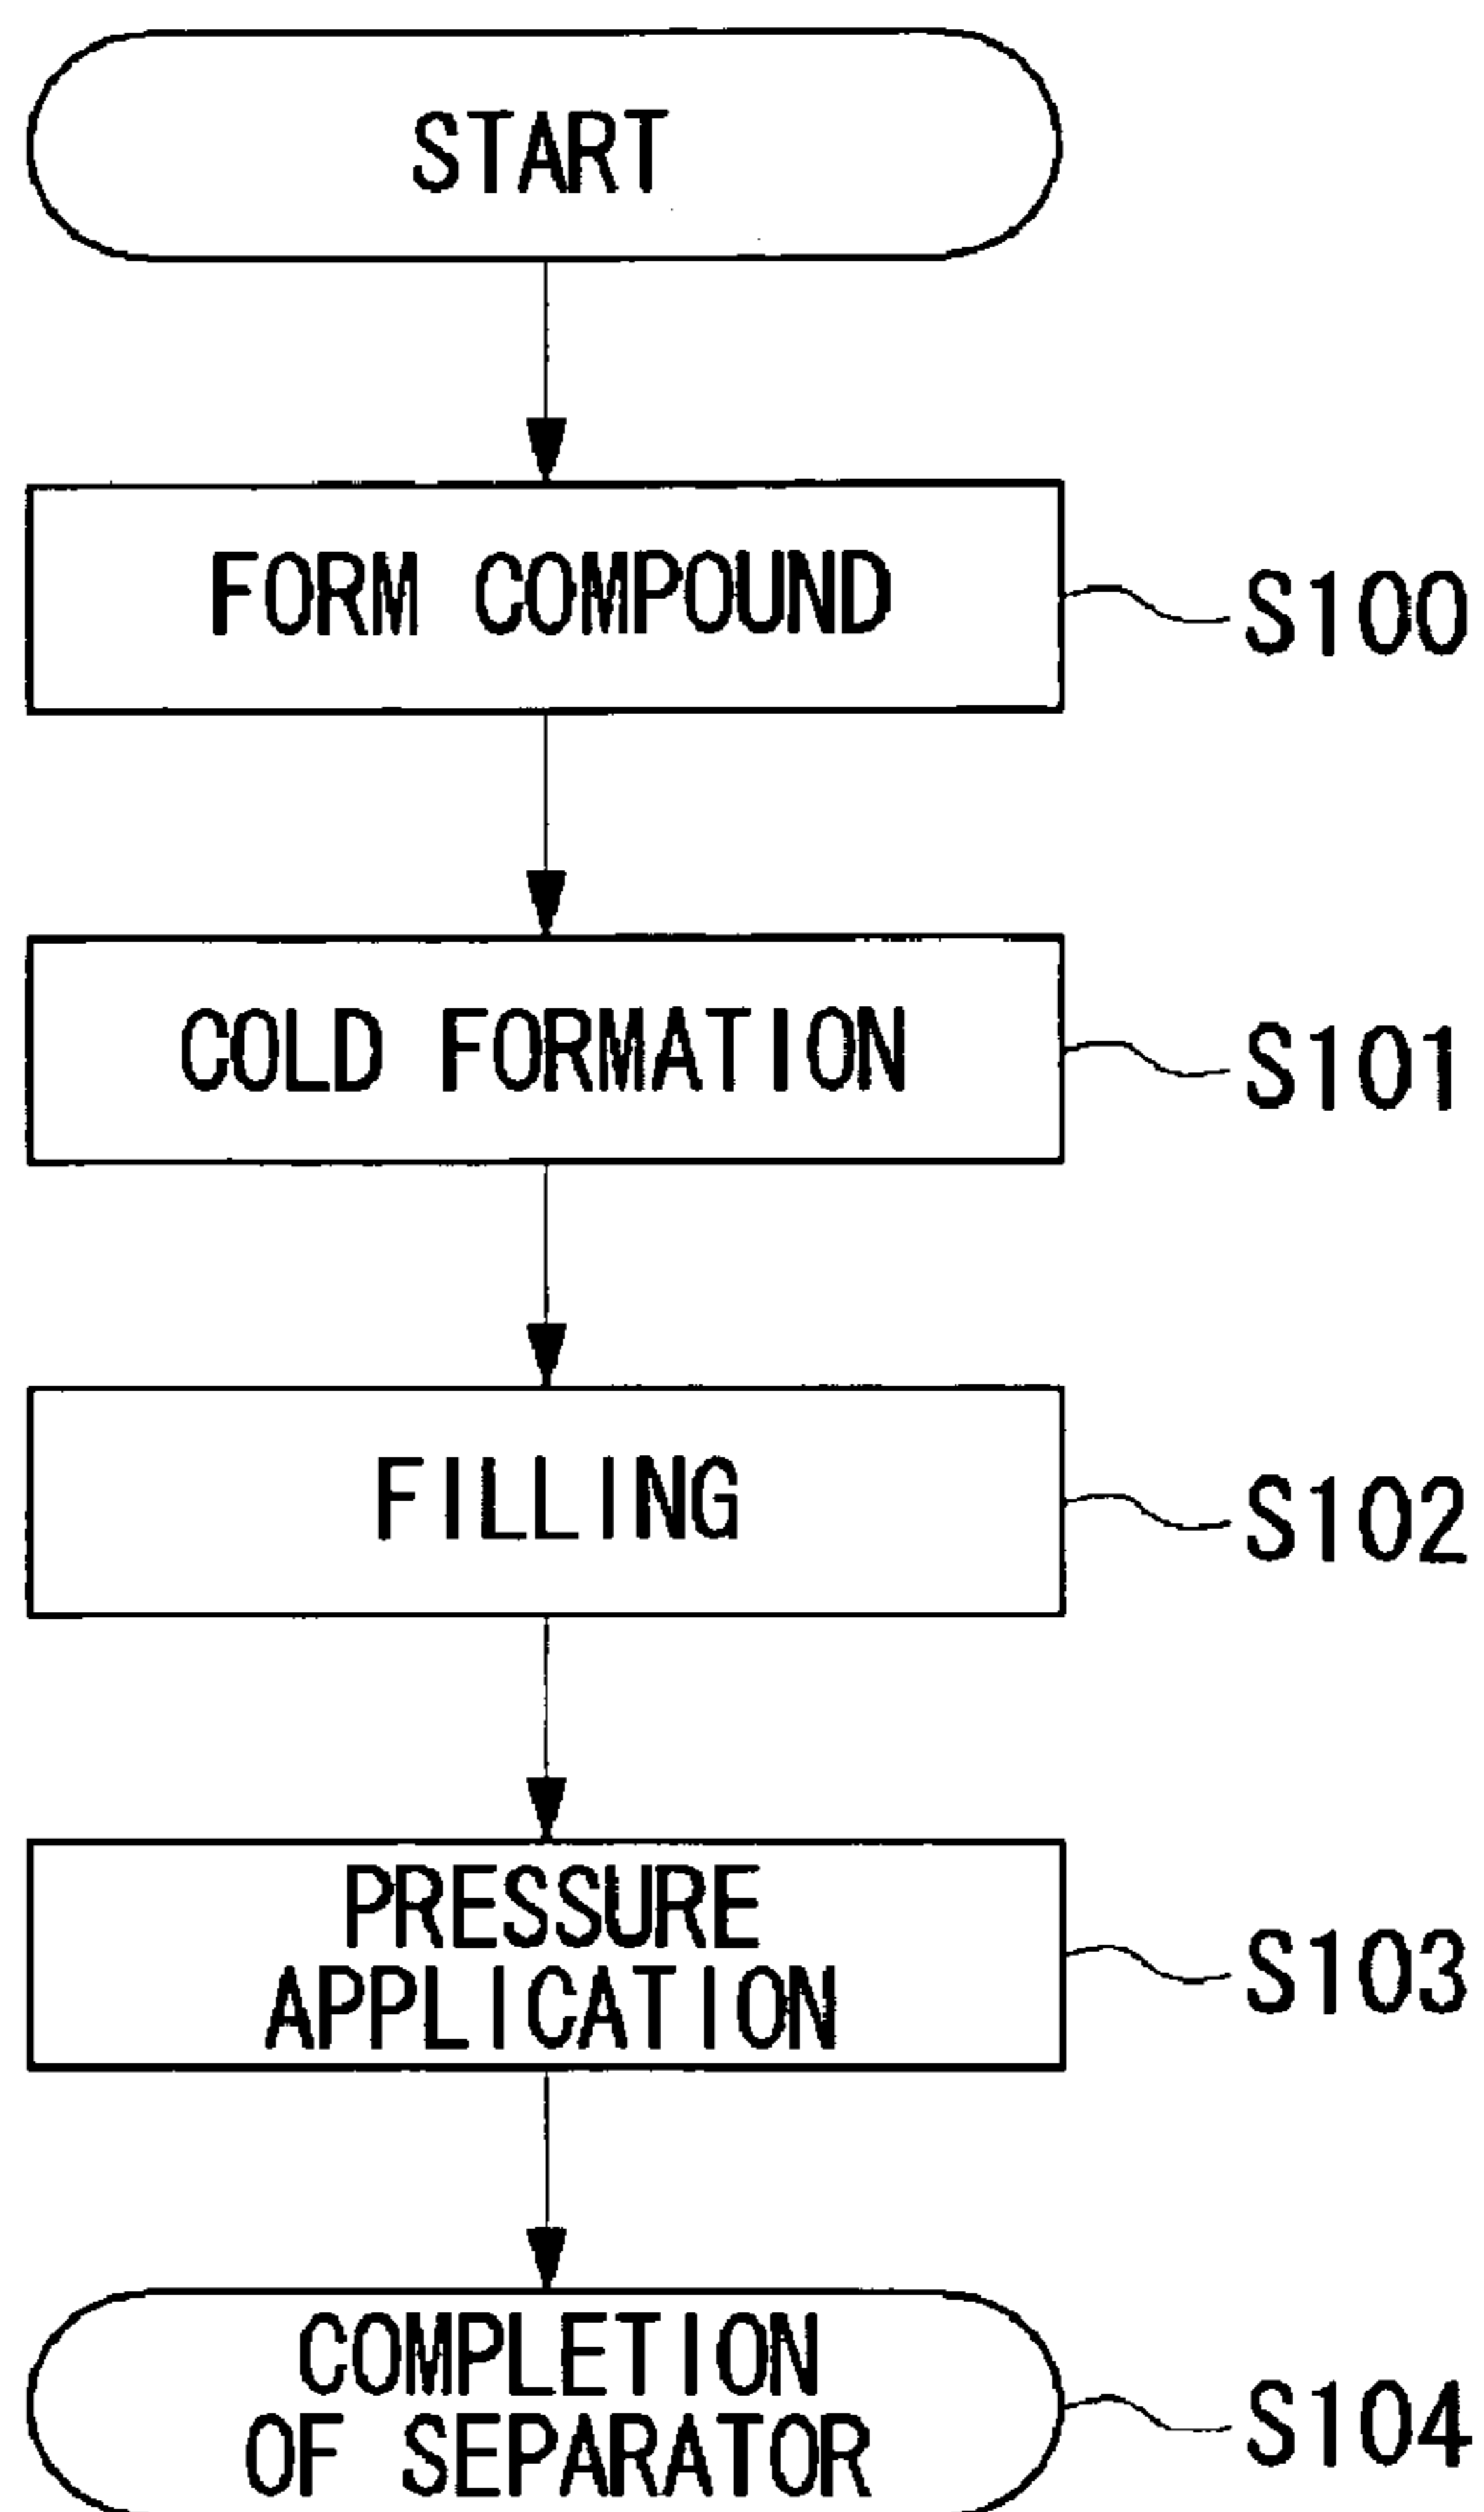 START
FORM COMPOUND
S100
COLD FORMATION
S101
FILLING
S102
PRESSURE
APPLICATION
S103
COMPLETION
OF SEPARATOR
S104